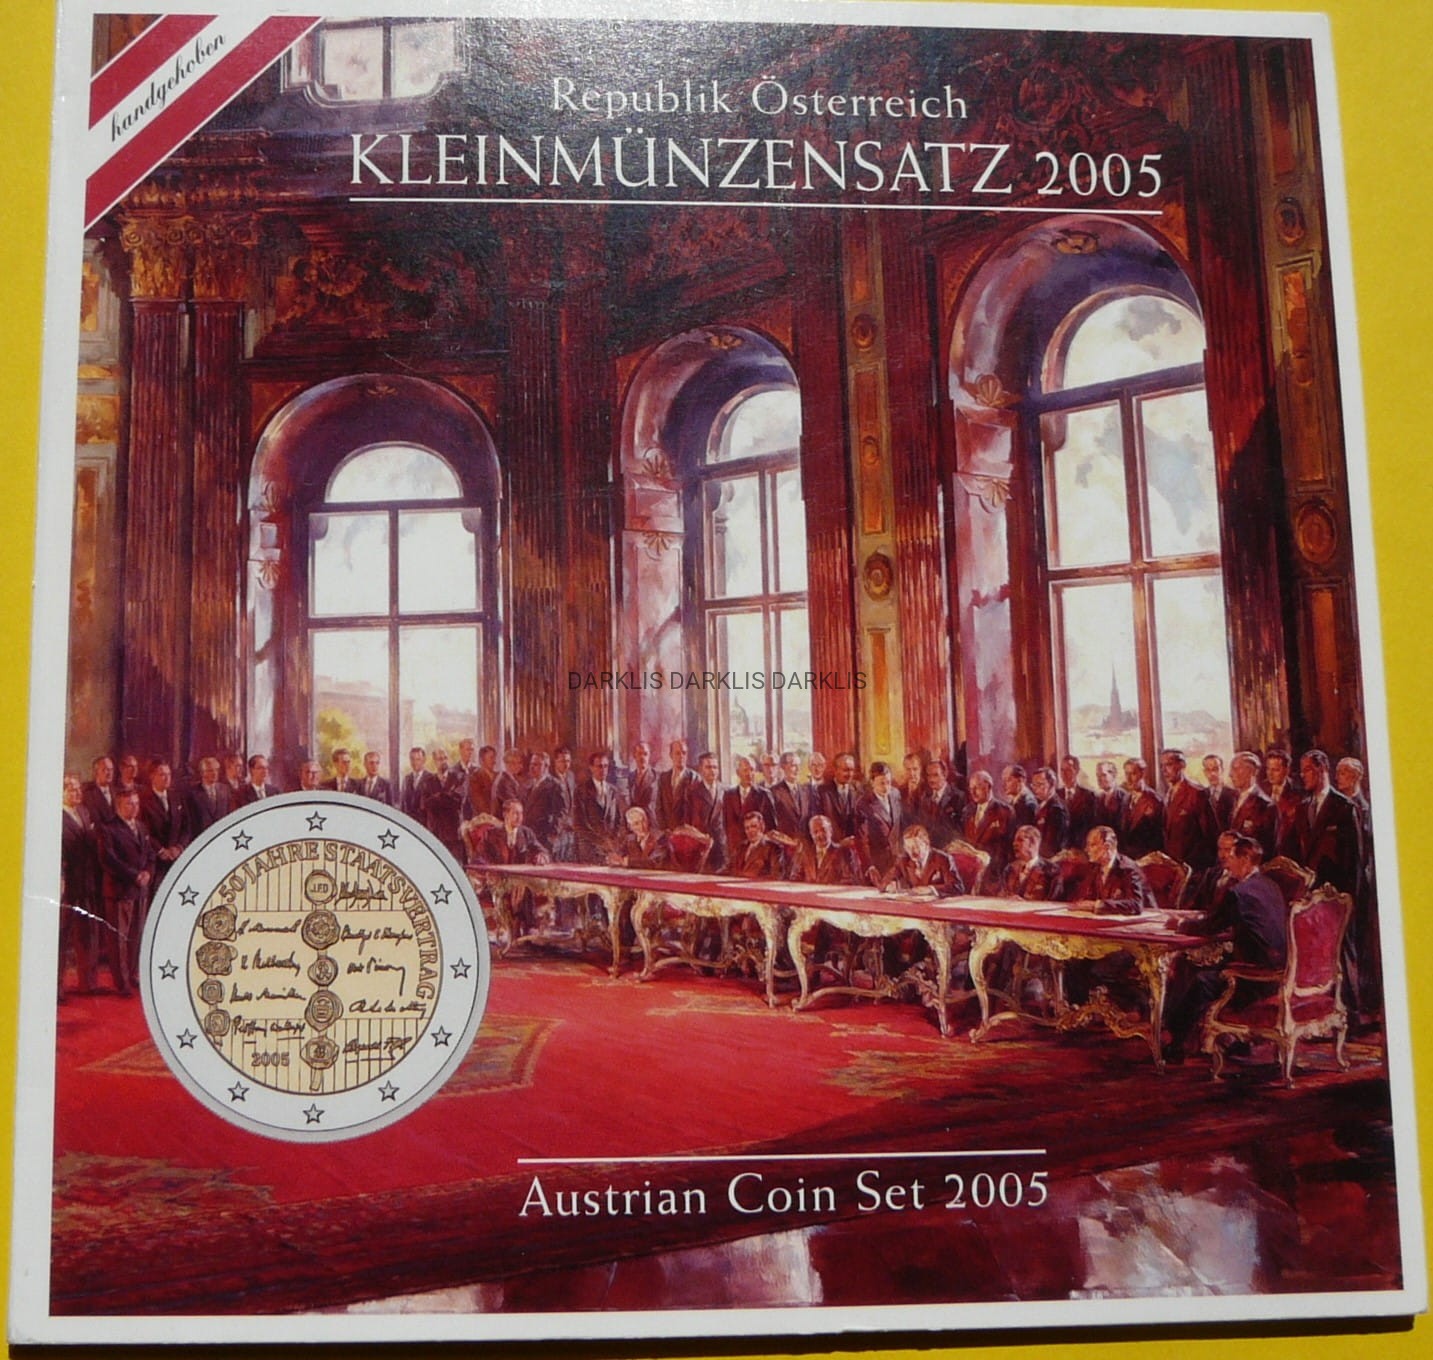 handgehoben
Republik Österreich
KLEINMÜNZENSATZ 2005
DARKLIS DARKLIS DARKLIS
50 JAHRE STAATSVERTRAG
2005
Austrian Coin Set 2005